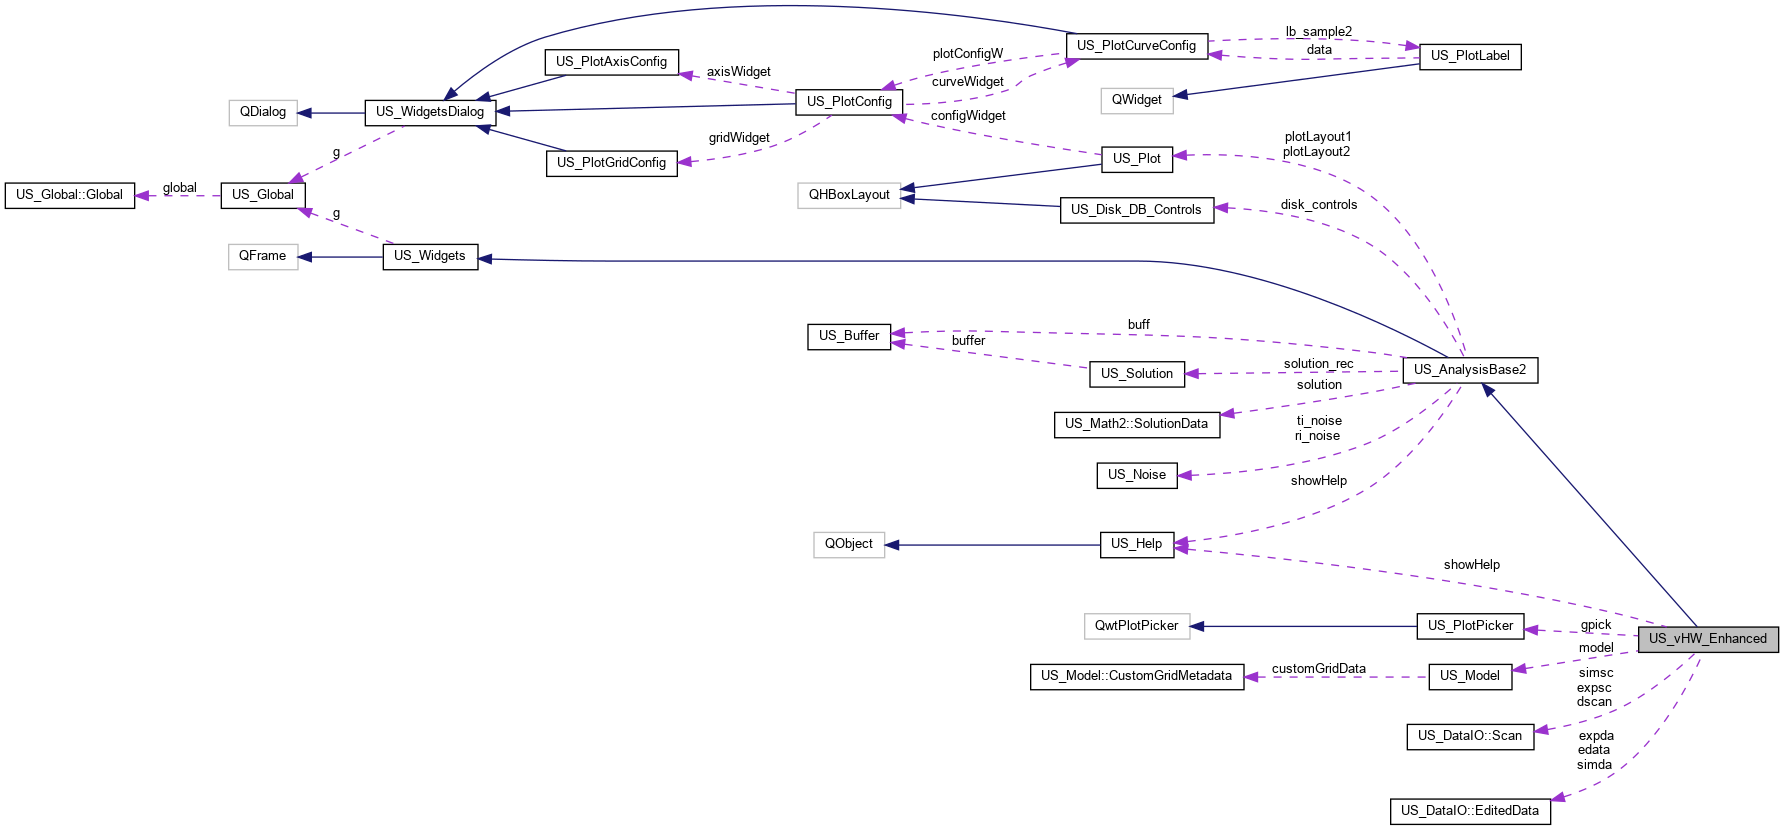 lb_sample2
US_PlotCurveConfig
data
US_PlotLabel
plotConfigW
US_PlotAxisConfig
axisWidget
curveWidget
QWidget
US_PlotConfig
QDialog
US_WidgetsDialog
configWidget
gridWidget
plotLayout1
plotLayout2
g
US_PlotGridConfig
US_Plot
global
US_Global::Global
US_Global
QHBoxLayout
disk_controls
US_Disk_DB_Controls
g
QFrame
US_Widgets
buff
US_Buffer
buffer
solution_rec
US_Solution
US_AnalysisBase2
solution
US_Math2::SolutionData
ti_noise
ri_noise
US_Noise
showHelp
QObject
US_Help
showHelp
QwtPlotPicker
US_PlotPicker
gpick
US_vHW_Enhanced
model
customGridData
US_Model::CustomGridMetadata
US_Model
simsc
expsc
dscan
US_DataIO::Scan
expda
edata
simda
US_DataIO::EditedData